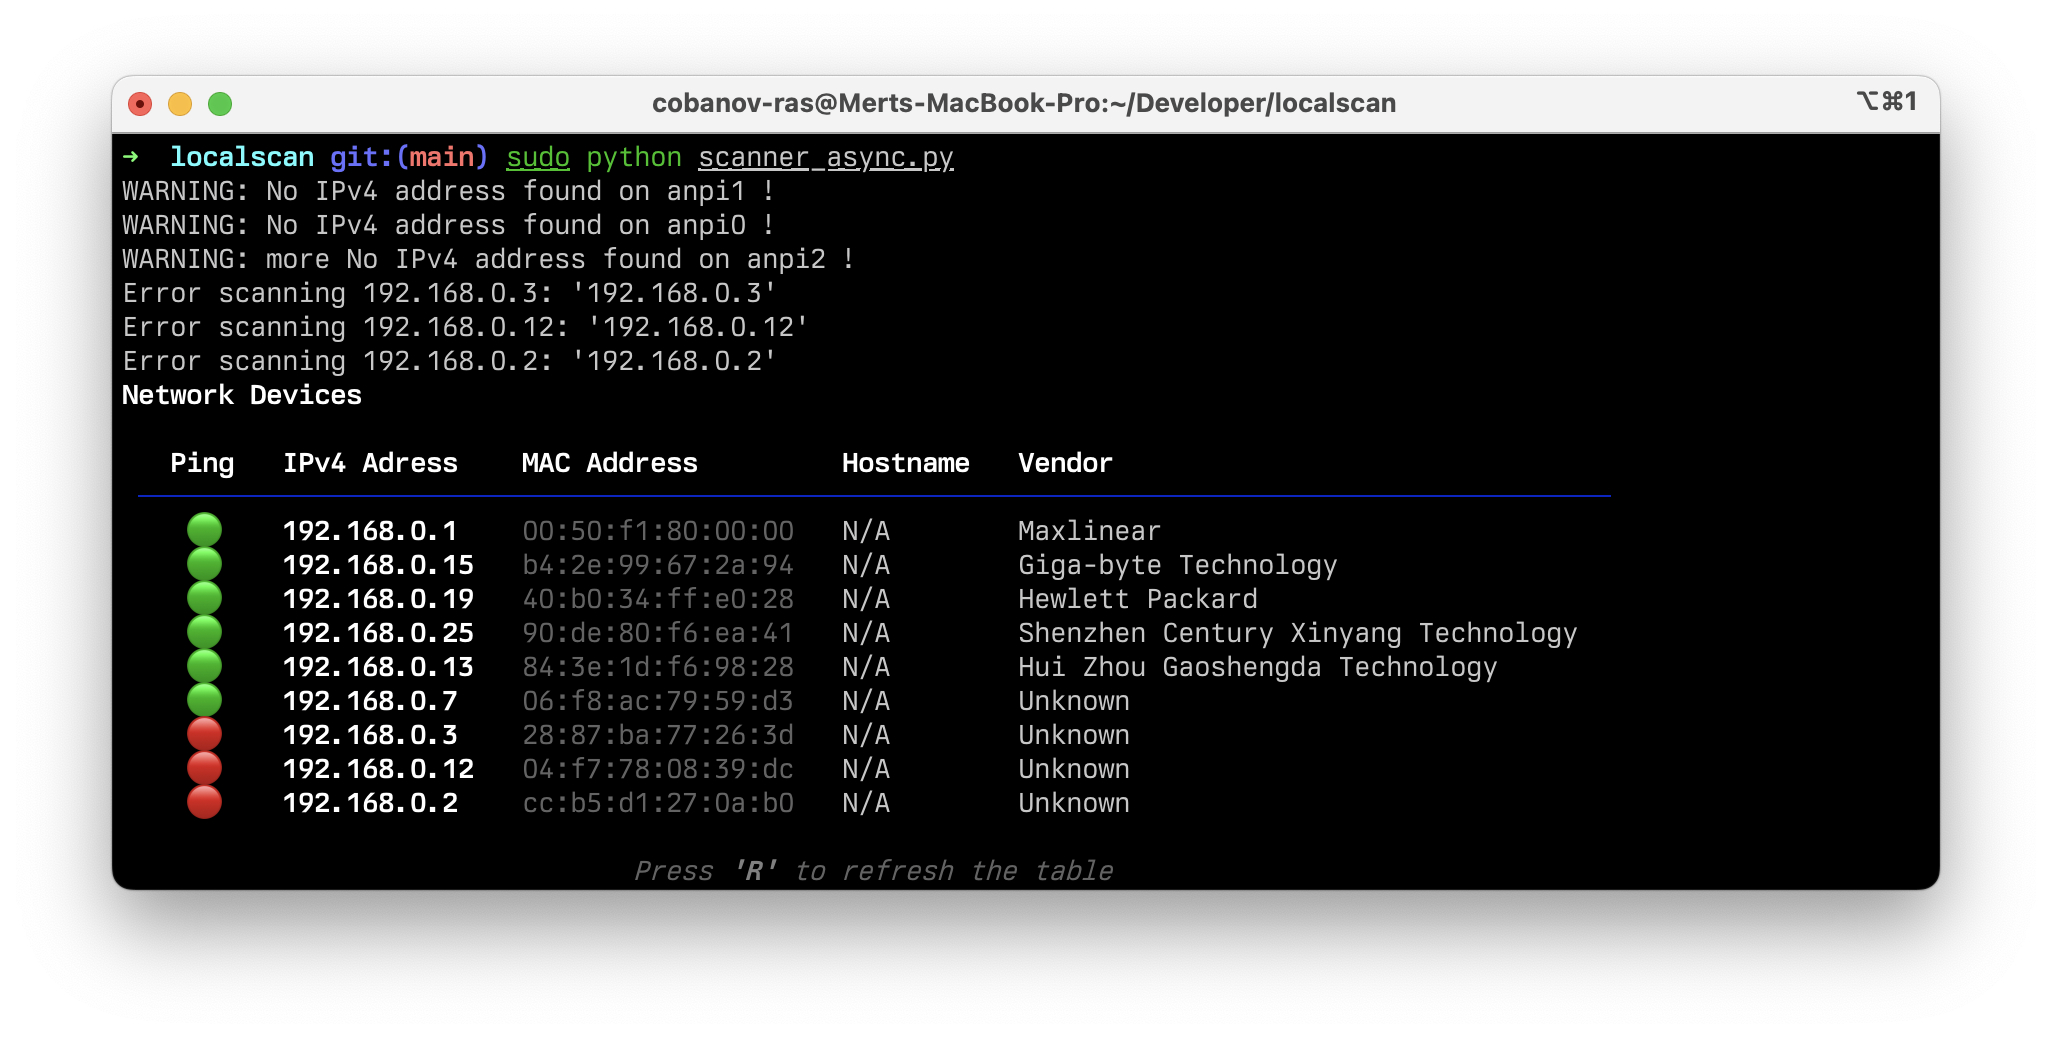 cobanov-ras@Merts-MacBook-Pro:~/Developer/localscan ⌥⌘1
→ localscan git:(main) sudo python scanner_async.py
WARNING: No IPv4 address found on anpi1 !
WARNING: No IPv4 address found on anpi0 !
WARNING: more No IPv4 address found on anpi2 !
Error scanning 192.168.0.3: '192.168.0.3'
Error scanning 192.168.0.12: '192.168.0.12'
Error scanning 192.168.0.2: '192.168.0.2'
Network Devices
Ping IPv4 Adress MAC Address Hostname Vendor
192.168.0.1 00:50:f1:80:00:00 N/A Maxlinear
192.168.0.15 b4:2e:99:67:2a:94 N/A Giga-byte Technology
192.168.0.19 40:b0:34:ff:e0:28 N/A Hewlett Packard
192.168.0.25 90:de:80:f6:ea:41 N/A Shenzhen Century Xinyang Technology
192.168.0.13 84:3e:1d:f6:98:28 N/A Hui Zhou Gaoshengda Technology
192.168.0.7 06:f8:ac:79:59:d3 N/A Unknown
192.168.0.3 28:87:ba:77:26:3d N/A Unknown
192.168.0.12 04:f7:78:08:39:dc N/A Unknown
192.168.0.2 cc:b5:d1:27:0a:b0 N/A Unknown
Press 'R' to refresh the table